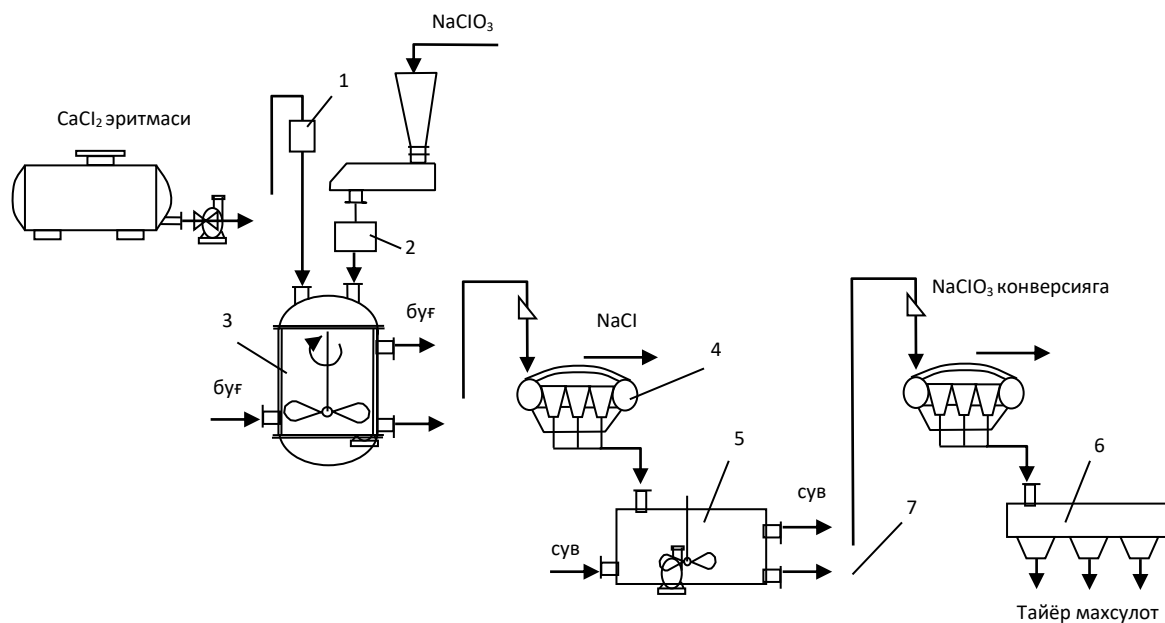 NaClO₃
1
CaCl₂ эритмаси
2
NaClO₃ конверсияга
буғ
NaCl
3
4
буғ
5
6
сув
7
сув
Тайёр махсулот